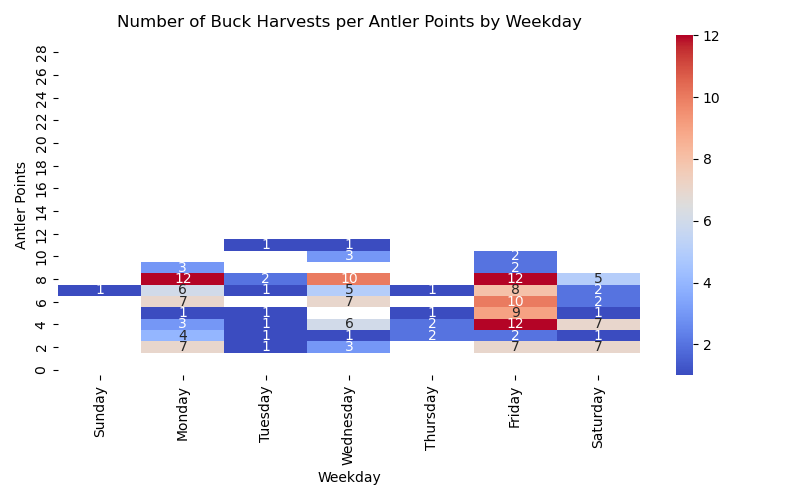 Number of Buck Harvests per Antler Points by Weekday
Antler Points
28
26
24
22
20
18
16
14
12
1 1
10 3 2
3 2
8 12 2 10 12 5
1 6 1 5 1 8 2
6 7 7 10 2
1 1 1 9 1
4 3 1 6 2 12 7
4 1 1 2 2 1
2 7 1 3 7 7
0
Sunday Monday Tuesday Wednesday Thursday Friday Saturday
Weekday
12
10
8
6
4
2